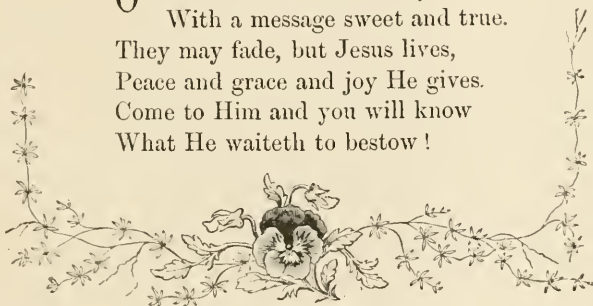 With a message sweet and true.
They may fade, but Jesus lives,
Peace and grace and joy He gives.
Come to Him and you will know
What He waiteth to bestow !